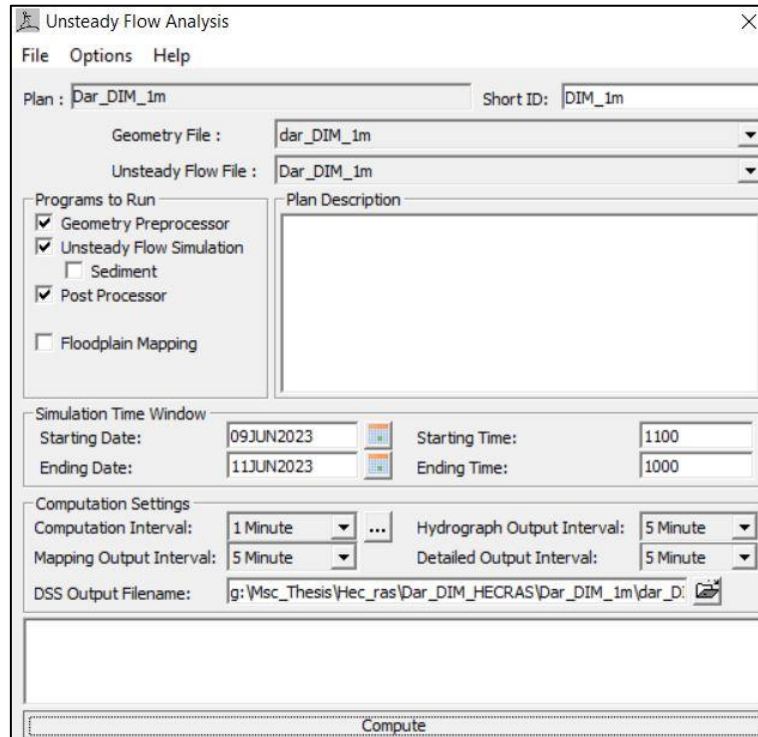 Unsteady Flow Analysis
File Options Help
Plan : Dar_DIM_1m Short ID: DIM_1m
Geometry File : dar_DIM_1m
Unsteady Flow File : Dar_DIM_1m
Programs to Run Plan Description
Geometry Preprocessor
Unsteady Flow Simulation
Sediment
Post Processor
Floodplain Mapping
Simulation Time Window
Starting Date: 09JUN2023 Starting Time: 1100
Ending Date: 11JUN2023 Ending Time: 1000
Computation Settings
Computation Interval: 1 Minute ... Hydrograph Output Interval: 5 Minute
Mapping Output Interval: 5 Minute Detailed Output Interval: 5 Minute
DSS Output Filename: g:\Msc_Thesis\Hec_ras\Dar_DIM_HECRAS\Dar_DIM_1m\dar_D
Compute